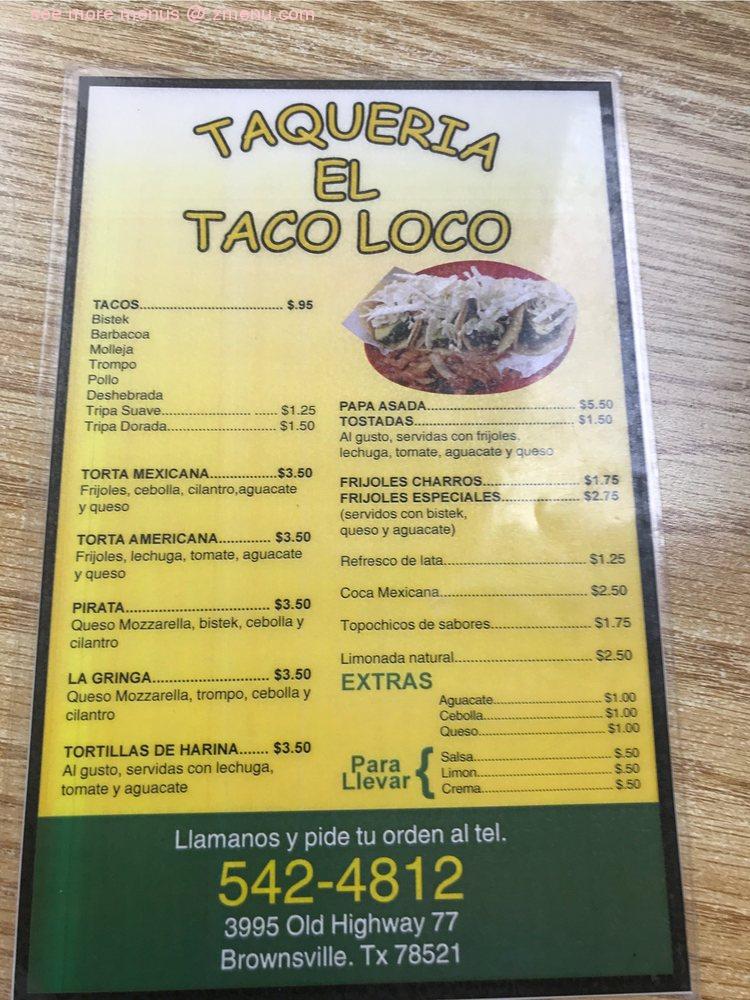 see more menus @ zmenu.com
TAQUERIA
EL
TACO LOCO
TACOS........................................ $.95
Bistek
Barbacoa
Molleja
Trompo
Pollo
Deshebrada
Tripa Suave......................... ...... $1.25
Tripa Dorada............................... $1.50
TORTA MEXICANA.................$3.50
Frijoles, cebolla, cilantro,aguacate
y queso
TORTA AMERICANA............. $3.50
Frijoles, lechuga, tomate, aguacate
y queso
PIRATA.................................... $3.50
Queso Mozzarella, bistek, cebolla y
cilantro
LA GRINGA............................. $3.50
Queso Mozzarella, trompo, cebolla y
cilantro
TORTILLAS DE HARINA....... $3.50
Al gusto, servidas con lechuga,
tomate y aguacate
PAPA ASADA....................................... $5.50
TOSTADAS.......................................... $1.50
Al gusto, servidas con frijoles,
lechuga, tomate, aguacate y queso
FRIJOLES CHARROS.......................... $1.75
FRIJOLES ESPECIALES.................... $2.75
(servidos con bistek,
queso y aguacate)
Refresco de lata.................................... $1.25
Coca Mexicana...................................... $2.50
Topochicos de sabores......................... $1.75
Limonada natural................................... $2.50
EXTRAS
Aguacate............................ $1.00
Cebolla............................... $1.00
Queso................................. $1.00
Para
Llevar
Salsa................................... $.50
Limon.................................. $.50
Crema................................. $.50
Llamanos y pide tu orden al tel.
542-4812
3995 Old Highway 77
Brownsville. Tx 78521